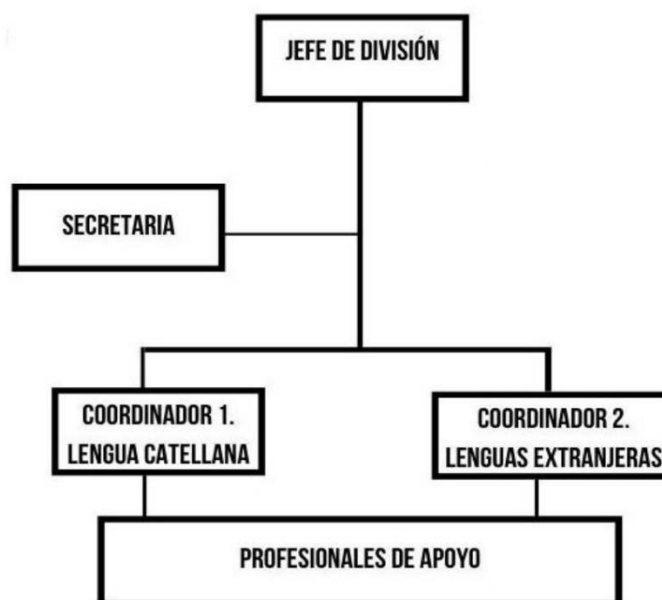 JEFE DE DIVISIÓN
SECRETARIA
COORDINADOR 1.
LENGUA CATELLANA
COORDINADOR 2.
LENGUAS EXTRANJERAS
PROFESIONALES DE APOYO